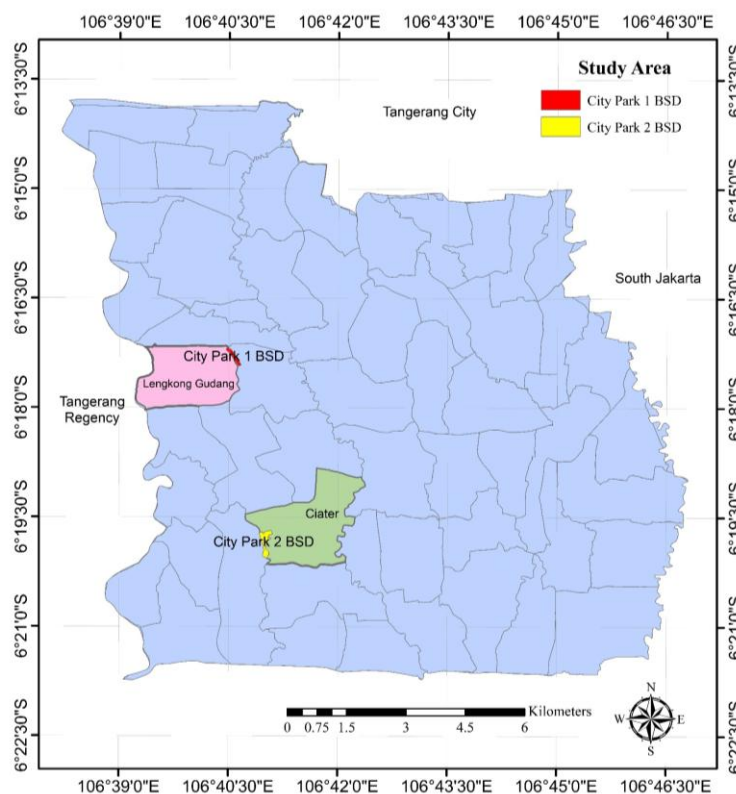 106°39'0"E 106°40'30"E 106°42'0"E 106°43'30"E 106°45'0"E 106°46'30"E
6°13'30"S 6°13'30"S
Study Area
City Park 1 BSD
City Park 2 BSD
Tangerang City
6°15'0"S 6°15'0"S
South Jakarta
6°16'30"S 6°16'30"S
City Park 1 BSD
Lengkong Gudang
Tangerang
Regency
6°18'0"S 6°18'0"S
Ciater
6°19'30"S 6°19'30"S
City Park 2 BSD
6°21'0"S 6°21'0"S
Kilometers
0 0.75 1.5 3 4.5 6
N
W E
S
6°22'30"S 6°22'30"S
106°39'0"E 106°40'30"E 106°42'0"E 106°43'30"E 106°45'0"E 106°46'30"E